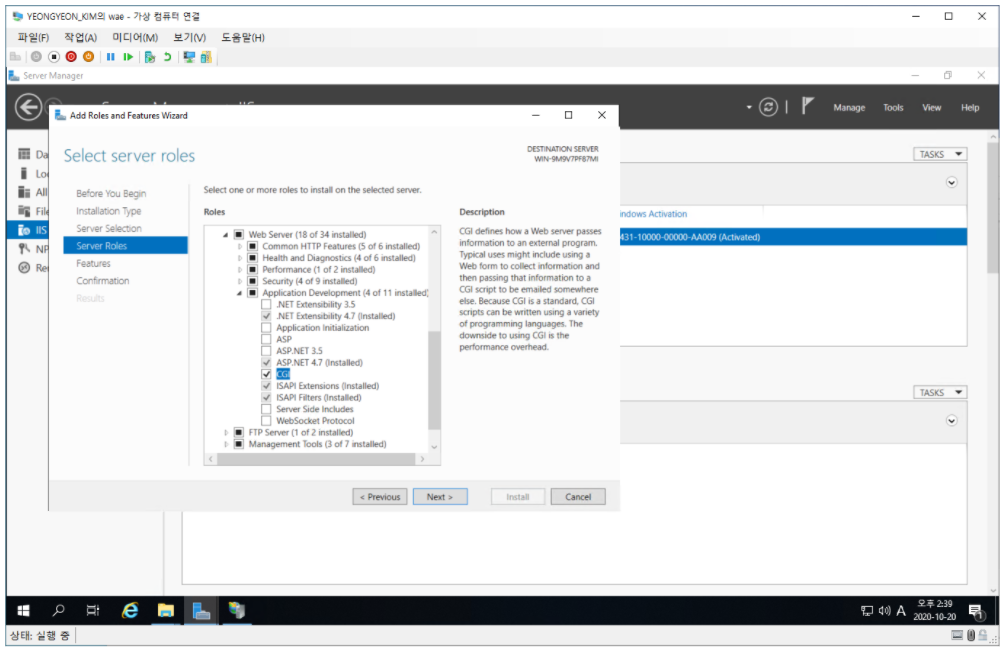 YEONGYEON_KIM의 wae - 가상 컴퓨터 연결
파일(F) 작업(A) 미디어(M) 보기(V) 도움말(H)
Server Manager
Manage Tools View Help
Add Roles and Features Wizard
Select server roles
DESTINATION SERVER
WIN-9M9V7PFB7MI
TASKS
Before You Begin
Installation Type
Server Selection
Server Roles
Features
Confirmation
Results
Select one or more roles to install on the selected server.
Roles
Web Server (18 of 34 installed)
Common HTTP Features (5 of 6 installed)
Health and Diagnostics (4 of 6 installed)
Performance (1 of 2 installed)
Security (4 of 9 installed)
Application Development (4 of 11 installed)
.NET Extensibility 3.5
.NET Extensibility 4.7 (Installed)
Application Initialization
ASP
ASP.NET 3.5
ASP.NET 4.7 (Installed)
CGI
ISAPI Extensions (Installed)
ISAPI Filters (Installed)
Server Side Includes
WebSocket Protocol
FTP Server (1 of 2 installed)
Management Tools (3 of 7 installed)
Description
CGI defines how a Web server passes
information to an external program.
Typical uses might include using a
Web form to collect information and
then passing that information to a
CGI script to be emailed somewhere
else. Because CGI is a standard, CGI
scripts can be written using a variety
of programming languages. The
downside to using CGI is the
performance overhead.
< Previous Next > Install Cancel
Da
Lo
All
File
IIS
NP
Re
indows Activation
431-10000-00000-AA009 (Activated)
TASKS
A
오후 2:39
2020-10-20
1
상태: 실행 중